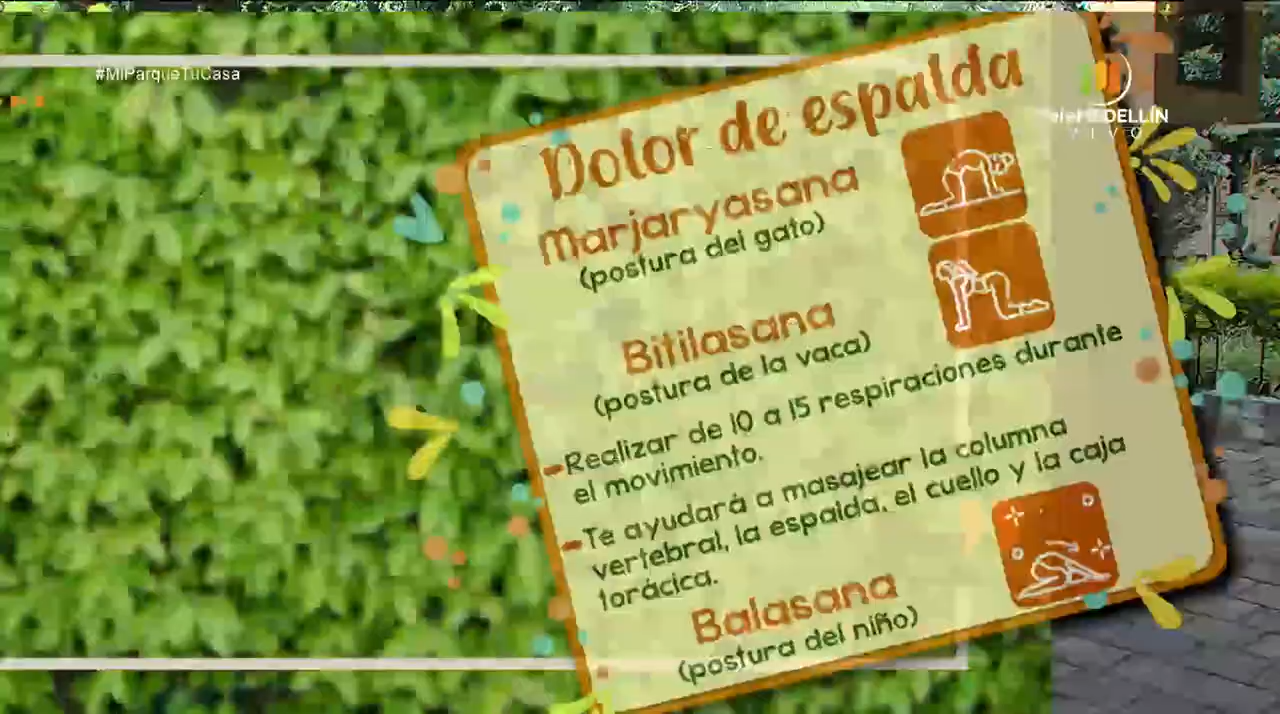 #MiParqueTuCasa
Dolor de espalda
Marjaryasana
(postura del gato)
Bitilasana
(postura de la vaca)
-Realizar de 10 a 15 respiraciones durante
el movimiento.
-Te ayudará a masajear la columna
vertebral, la espalda, el cuello y la caja
torácica.
Balasana
(postura del niño)
MEDELLÍN
VIVO